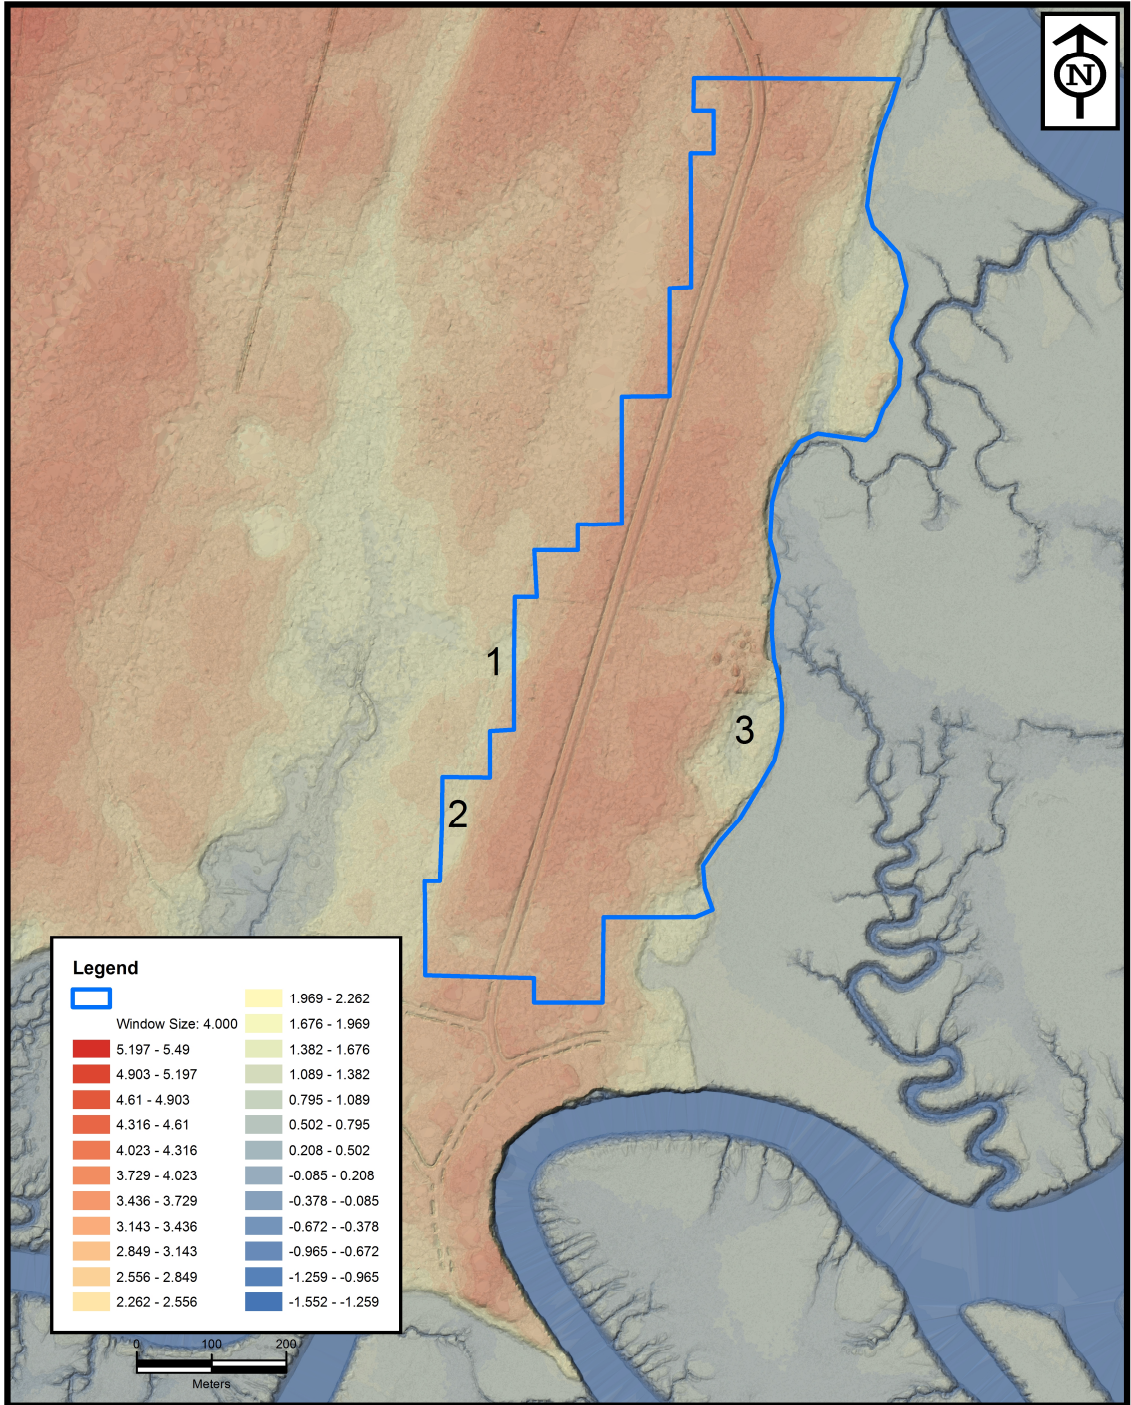 N
1
3
2
Legend
Window Size: 4.000
5.197 - 5.49
4.903 - 5.197
4.61 - 4.903
4.316 - 4.61
4.023 - 4.316
3.729 - 4.023
3.436 - 3.729
3.143 - 3.436
2.849 - 3.143
2.556 - 2.849
2.262 - 2.556
1.969 - 2.262
1.676 - 1.969
1.382 - 1.676
1.089 - 1.382
0.795 - 1.089
0.502 - 0.795
0.208 - 0.502
-0.085 - 0.208
-0.378 - -0.085
-0.672 - -0.378
-0.965 - -0.672
-1.259 - -0.965
-1.552 - -1.259
0 100 200
Meters